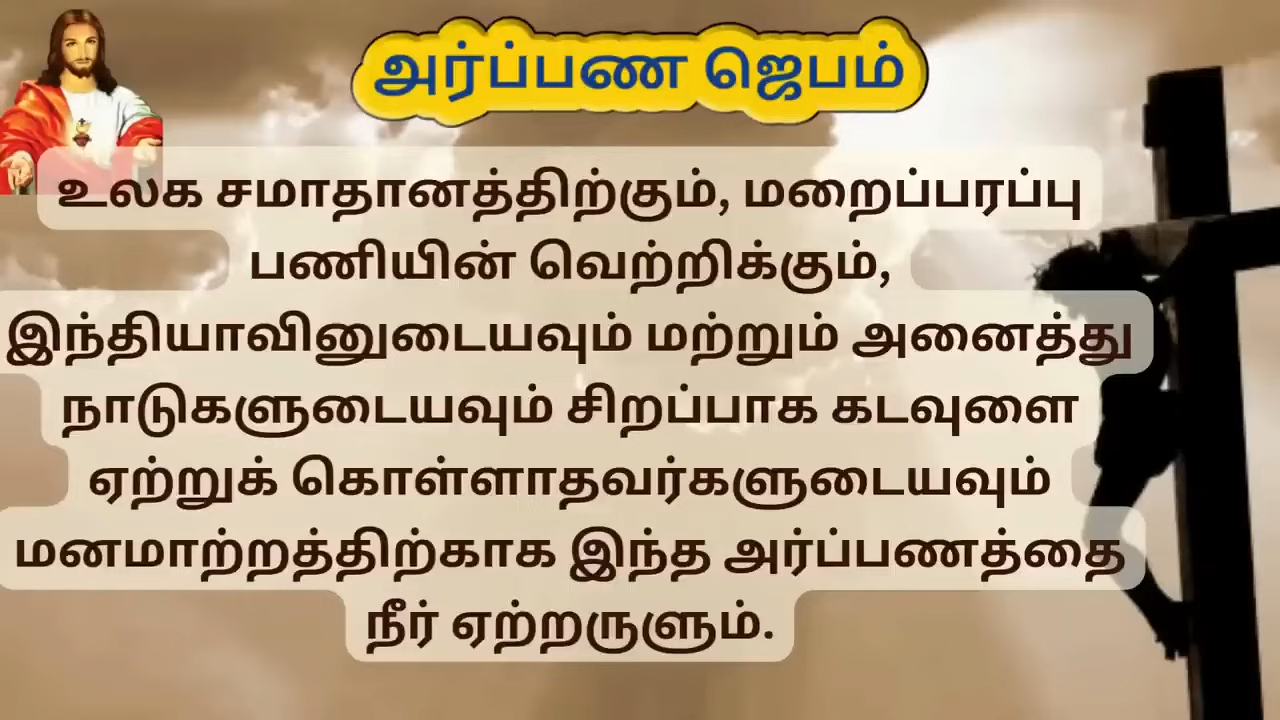 அர்ப்பண ஜெபம்
உலக சமாதானத்திற்கும், மறைப்பரப்பு
பணியின் வெற்றிக்கும்,
இந்தியாவினுடையவும் மற்றும் அனைத்து
நாடுகளுடையவும் சிறப்பாக கடவுளை
ஏற்றுக் கொள்ளாதவர்களுடையவும்
மனமாற்றத்திற்காக இந்த அர்ப்பணத்தை
நீர் ஏற்றருளும்.